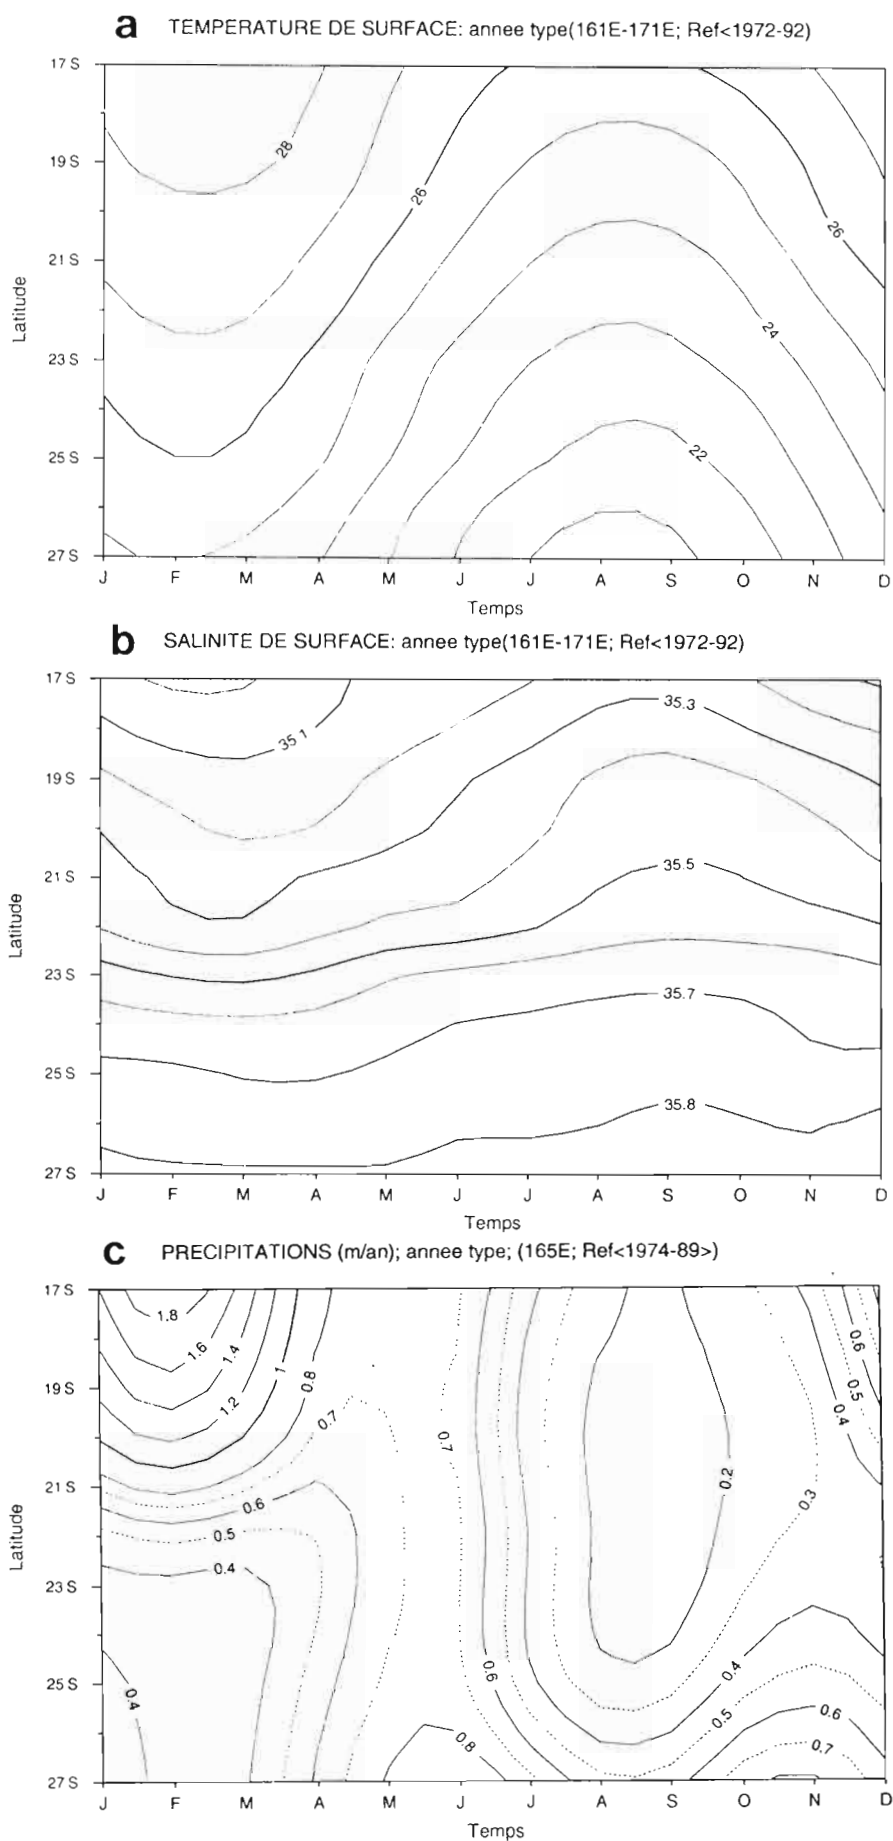 a TEMPERATURE DE SURFACE: annee type(161E-171E; Ref<1972-92)
17 S
19 S
21 S
23 S
25 S
27 S
Latitude
28
26
26
24
22
J F M A M J J A S O N D
Temps
b SALINITE DE SURFACE: annee type(161E-171E; Ref<1972-92)
17 S
19 S
21 S
23 S
25 S
27 S
Latitude
35.1
35.3
35.5
35.7
35.8
J F M A M J J A S O N D
Temps
c PRECIPITATIONS (m/an); annee type; (165E; Ref<1974-89>)
17 S
19 S
21 S
23 S
25 S
27 S
Latitude
1.8
1.6
1.4
1.2
1
0.8
0.7
0.6
0.5
0.4
0.4
0.7
0.6
0.8
0.2
0.3
0.6
0.5
0.4
0.4
0.5
0.6
0.7
J F M A M J J A S O N D
Temps